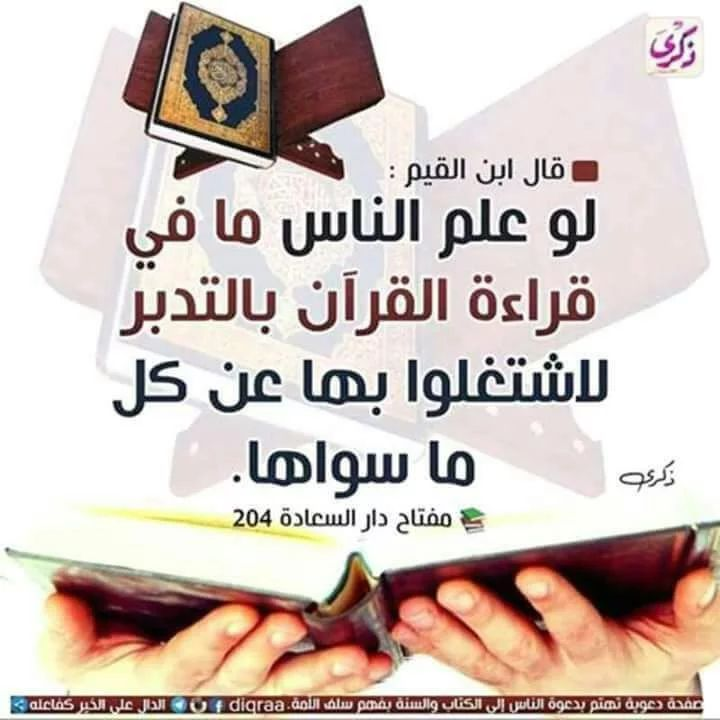 ذكرى
قال ابن القيم :
لو علم الناس ما في
قراءة القرآن بالتدبر
لاشتغلوا بها عن كل
ما سواها.
ذكرى
مفتاح دار السعادة 204
صفحة دعوية تهتم بدعوة الناس إلى الكتاب والسنة بفهم سلف الأمة. diqraa الدال على الخير كفاعله